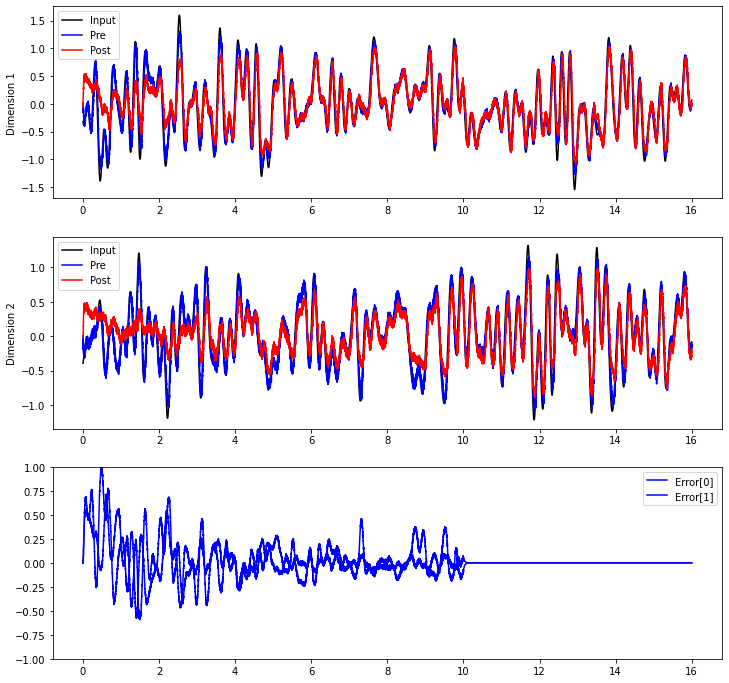 1.5
1.0
0.5
0.0
−0.5
−1.0
−1.5
Dimension 1
Input
Pre
Post
0 2 4 6 8 10 12 14 16
1.0
0.5
0.0
−0.5
−1.0
Dimension 2
Input
Pre
Post
0 2 4 6 8 10 12 14 16
1.00
0.75
0.50
0.25
0.00
−0.25
−0.50
−0.75
−1.00
Error[0]
Error[1]
0 2 4 6 8 10 12 14 16